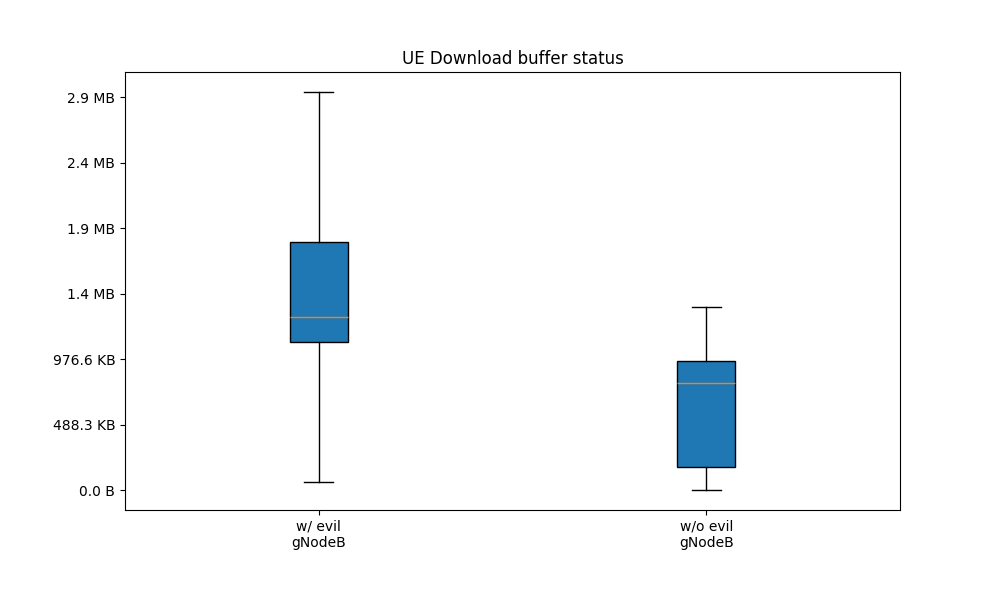 UE Download buffer status
2.9 MB
2.4 MB
1.9 MB
1.4 MB
976.6 KB
488.3 KB
0.0 B
w/ evil
gNodeB
w/o evil
gNodeB